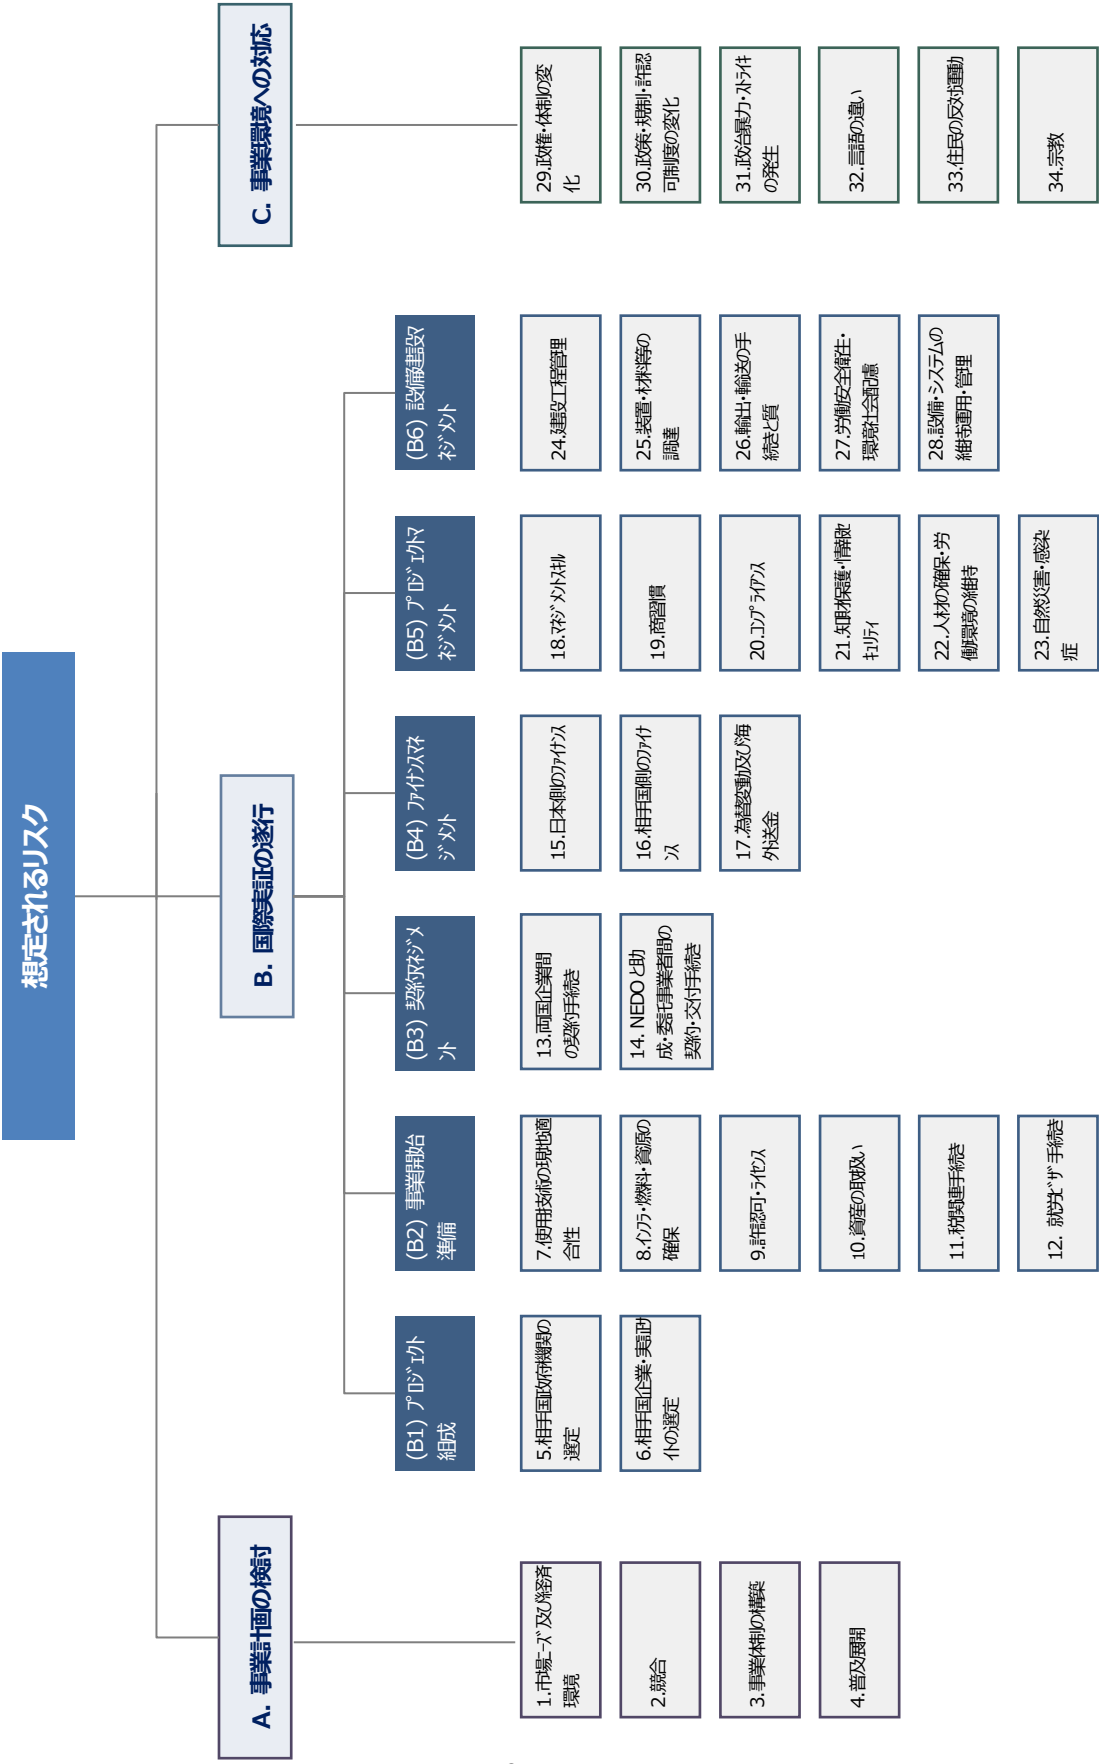 想定されるリスク
A. 事業計画の検討
1.市場ニーズ及び経済
環境
2.競合
3.事業体制の構築
4.普及展開
B. 国際実証の遂行
(B1) プロジェクト
組成
5.相手国政府機関の
選定
6.相手国企業・実証サ
イトの選定
(B2) 事業開始
準備
7.使用技術の現地適
合性
8.インフラ・燃料・資源の
確保
9.許認可・ライセンス
10.資産の取扱い
11.税関連手続き
12. 就労ビザ手続き
(B3) 契約マネジメ
ント
13.両国企業間
の契約手続き
14. NEDOと助
成・委託事業者間の
契約・交付手続き
(B4) ファイナンスマネ
ジメント
15.日本側のファイナンス
16.相手国側のファイナ
ンス
17.為替変動及び海
外送金
(B5) プロジェクトマ
ネジメント
18.マネジメントスキル
19.商習慣
20.コンプライアンス
21.知財保護・情報セ
キュリティ
22.人材の確保・労
働環境の維持
23.自然災害・感染
症
(B6) 設備建設マ
ネジメント
24.建設工程管理
25.装置・材料等の
調達
26.輸出・輸送の手
続きと質
27.労働安全衛生・
環境社会配慮
28.設備・システムの
維持運用・管理
C. 事業環境への対応
29.政権・体制の変
化
30.政策・規制・許認
可制度の変化
31.政治暴力・ストライキ
の発生
32.言語の違い
33.住民の反対運動
34.宗教